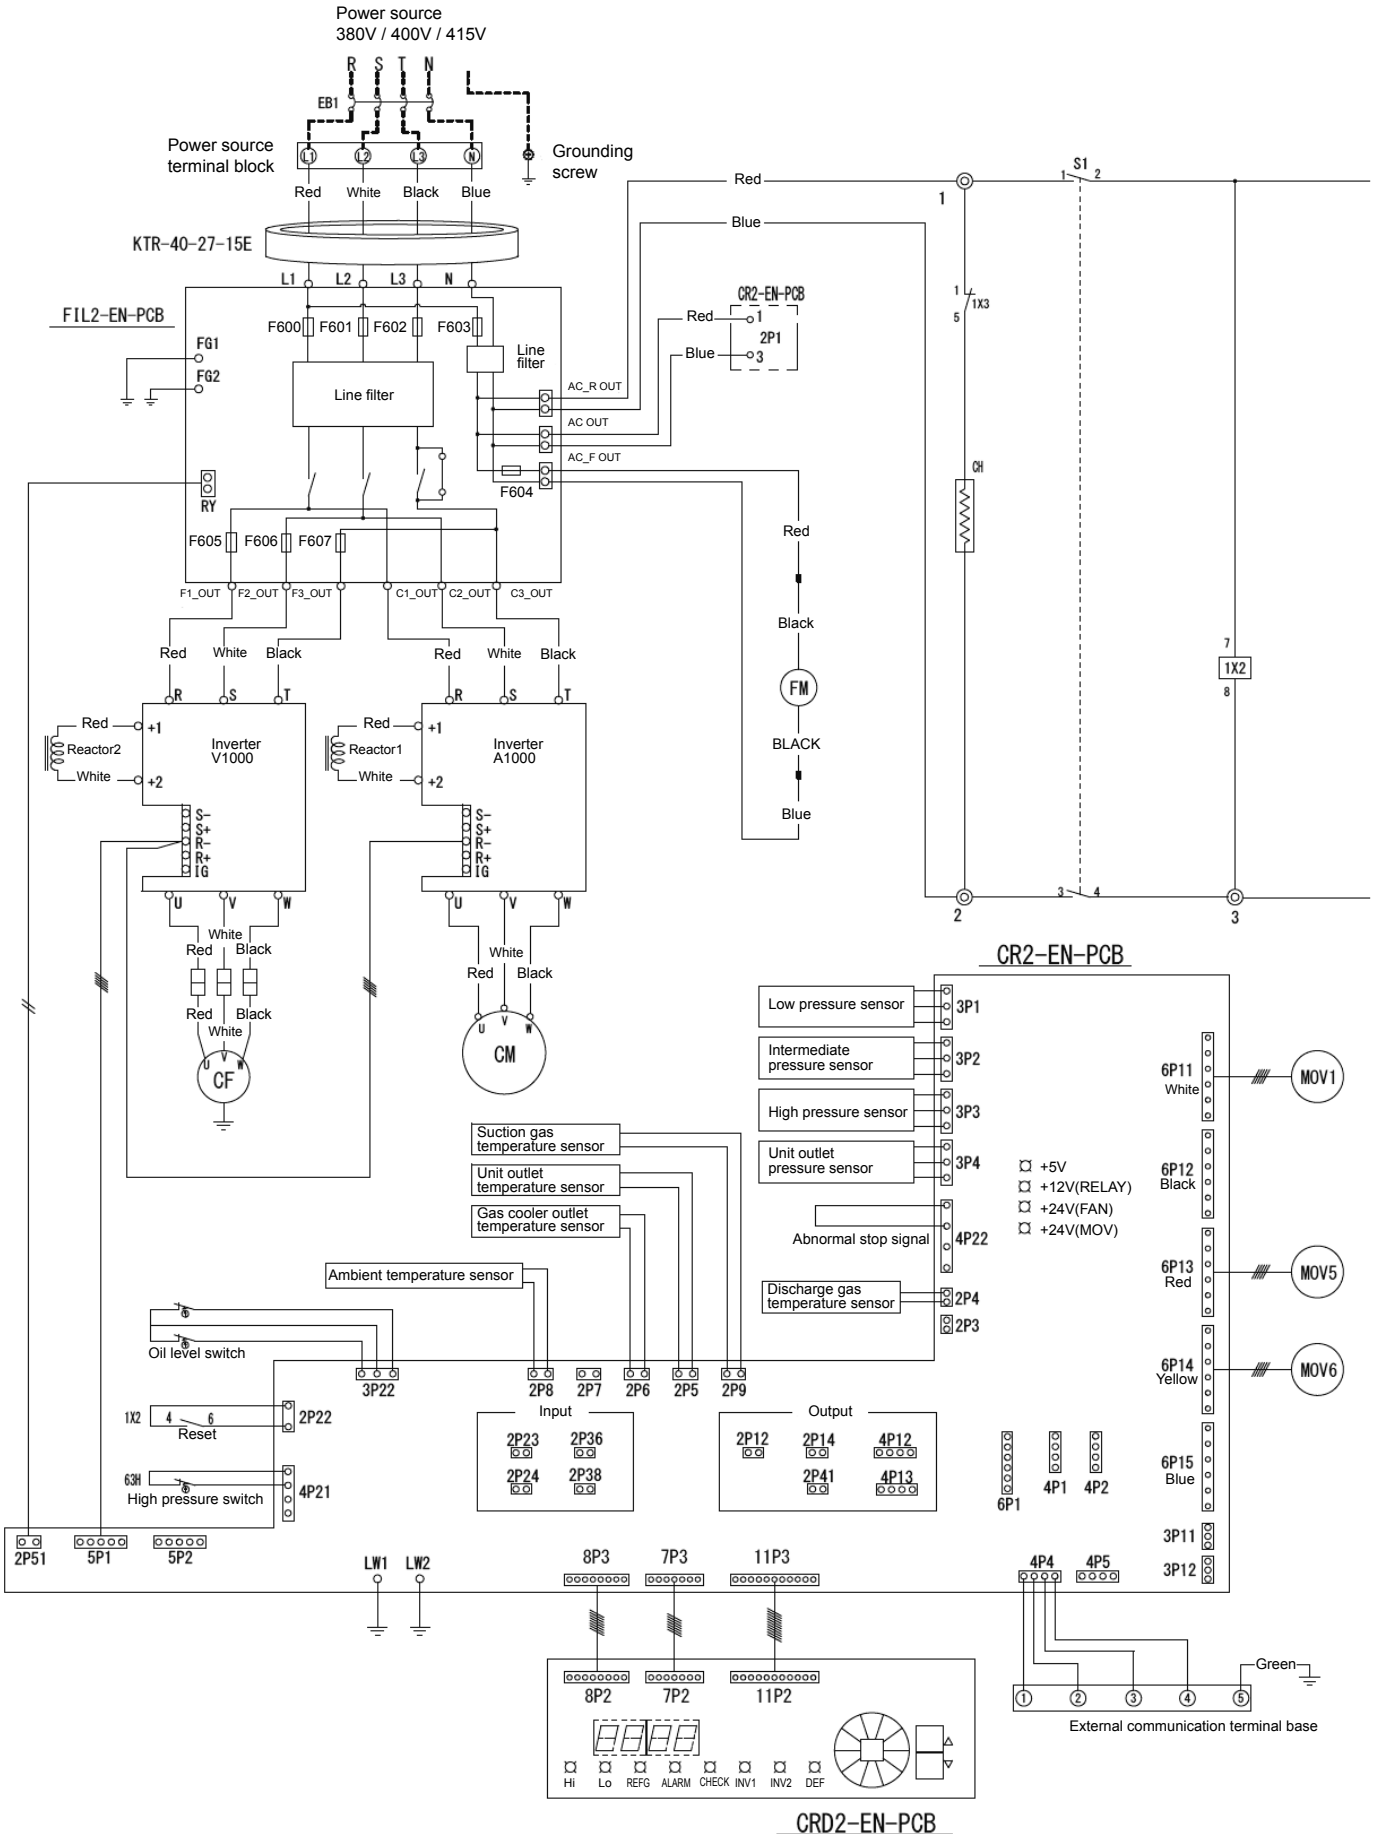 Power source
380V / 400V / 415V
R S T N
EB1
Power source
terminal block
L1 L2 L3 N
Grounding
screw
Red White Black Blue
KTR-40-27-15E
L1 L2 L3 N
FIL2-EN-PCB
F600 F601 F602 F603
FG1
FG2
Line filter
Line
filter
AC_R OUT
AC OUT
AC_F OUT
F604
RY
F605 F606 F607
F1_OUT F2_OUT F3_OUT C1_OUT C2_OUT C3_OUT
Red
Blue
CR2-EN-PCB
Red 1
2P1
Blue 3
1
S1
1 2
1
1X3
5
CH
Red
Black
FM
BLACK
Blue
7
1X2
8
2
3 4
3
Red White Black Red White Black
R S T R S T
Red +1
Reactor2
White +2
Inverter
V1000
Red +1
Reactor1
White +2
Inverter
A1000
S-
S+
R-
R+
IG
S-
S+
R-
R+
IG
U V W U V W
White
Red Black
Red Black
White
U V W
CF
White
Red Black
U V W
CM
CR2-EN-PCB
Low pressure sensor 3P1
Intermediate
pressure sensor 3P2
High pressure sensor 3P3
Unit outlet
pressure sensor 3P4
Abnormal stop signal 4P22
Discharge gas
temperature sensor 2P4
2P3
+5V
+12V(RELAY)
+24V(FAN)
+24V(MOV)
6P11
White
MOV1
6P12
Black
6P13
Red
MOV5
6P14
Yellow
MOV6
6P15
Blue
Suction gas
temperature sensor
Unit outlet
temperature sensor
Gas cooler outlet
temperature sensor
Ambient temperature sensor
Oil level switch
3P22 2P8 2P7 2P6 2P5 2P9
1X2 4 6
Reset
2P22
63H
High pressure switch
4P21
Input
2P23 2P36
2P24 2P38
Output
2P12 2P14 4P12
2P41 4P13
6P1 4P1 4P2
3P11
3P12
2P51 5P1 5P2
LW1 LW2
8P3 7P3 11P3
4P4 4P5
8P2 7P2 11P2
Green
1 2 3 4 5
External communication terminal base
Hi Lo REFG ALARM CHECK INV1 INV2 DEF
CRD2-EN-PCB